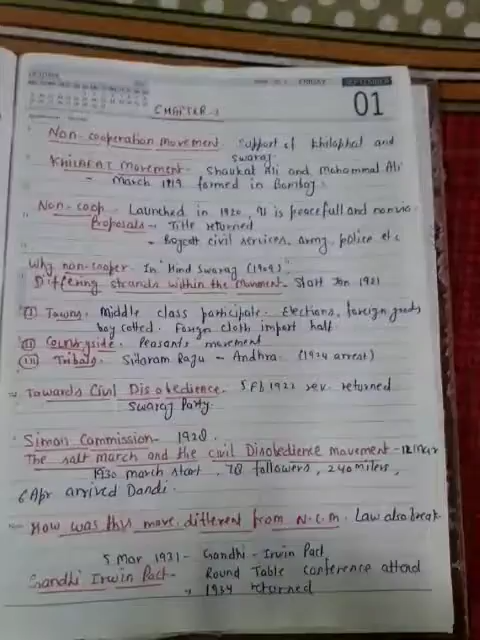 OCTOBER
FRIDAY SEPTEMBER
01
CHAPTER-
Non-cooperation movement support of khilaphat and
swaraj
KHILAFAT MOVEMENT- Shaukat Ali and Mohammal Ali
- March 1919 formed in Bombay.
Non-coop - Launched in 1920, It is peacefull and nonvio
Proposals - Title returned
- Boycott civil services, army, police etc
Why non-cooper- In "Hind Swaraj (1909)"
Differing strands within the movement- Start Jan 1921
(i) Towns- Middle class participate. Elections, foreign goods
boy cotted. Foreign cloth import half.
(ii) Countryside. Peasants movement
(iii) Tribals- Sitaram Raju - Andhra. (1924 arrest)
Towards Civil Disobedience. 5 Feb 1922 rev. returned
Swaraj Party.
Simon Commission- 1928.
The salt march and the civil Disobedience movement - 12 Mar
1930 march start, 78 followers, 240 miles,
6 Apr arrived Dandi.
How was this move. different from N.C.M. Law also break
5 Mar 1931- Gandhi-Irwin Pact
Gandhi Irwin Pact- Round Table conference attend
1934 returned